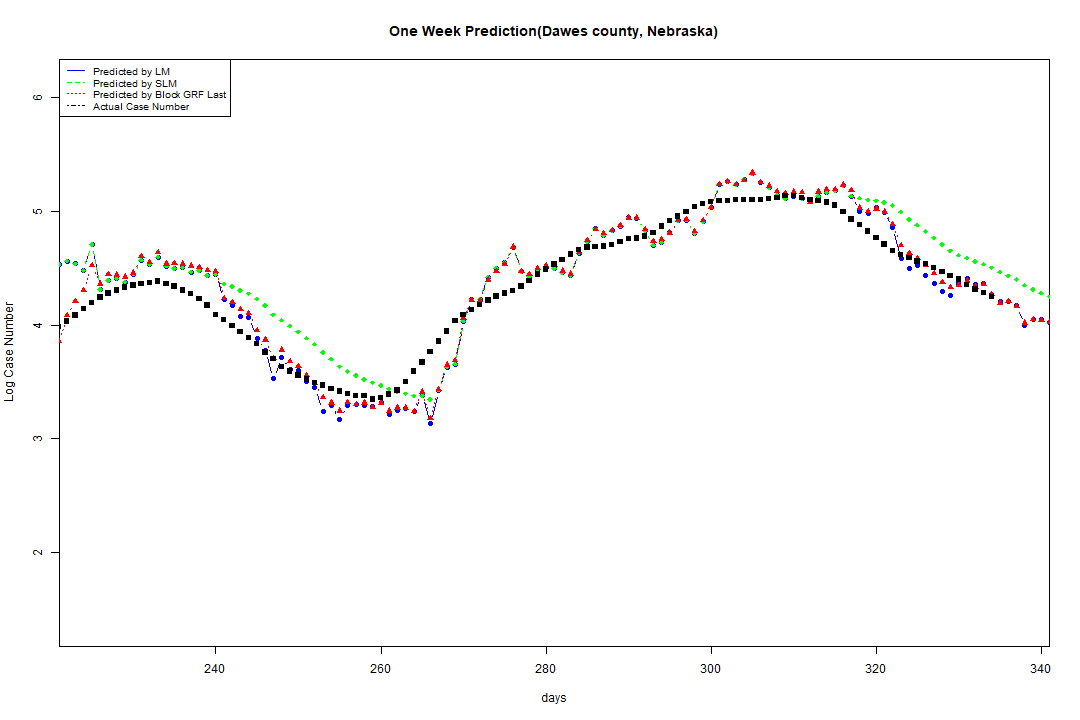 One Week Prediction(Dawes county, Nebraska)
Predicted by LM
Predicted by SLM
Predicted by Block GRF Last
Actual Case Number
6
5
4
3
2
Log Case Number
240
260
280
300
320
340
days